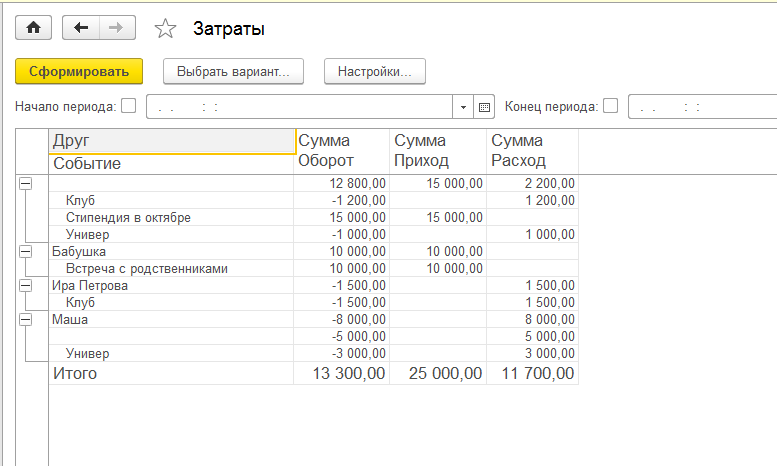 Затраты
Сформировать Выбрать вариант... Настройки...
Начало периода: . . : : Конец периода: . . : :
Друг Сумма Сумма Сумма
Событие Оборот Приход Расход
12 800,00 15 000,00 2 200,00
Клуб -1 200,00 1 200,00
Стипендия в октябре 15 000,00 15 000,00
Универ -1 000,00 1 000,00
Бабушка 10 000,00 10 000,00
Встреча с родственниками 10 000,00 10 000,00
Ира Петрова -1 500,00 1 500,00
Клуб -1 500,00 1 500,00
Маша -8 000,00 8 000,00
-5 000,00 5 000,00
Универ -3 000,00 3 000,00
Итого 13 300,00 25 000,00 11 700,00